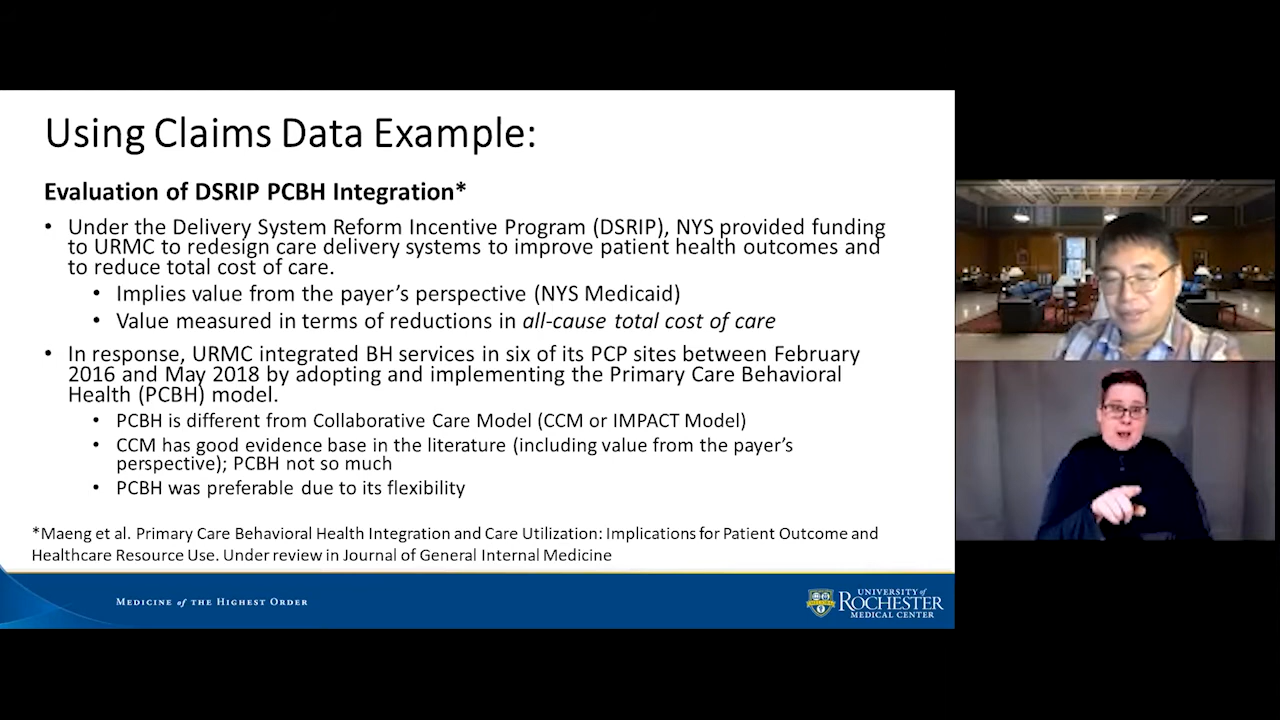 Using Claims Data Example:
Evaluation of DSRIP PCBH Integration*
• Under the Delivery System Reform Incentive Program (DSRIP), NYS provided funding
to URMC to redesign care delivery systems to improve patient health outcomes and
to reduce total cost of care.
• Implies value from the payer's perspective (NYS Medicaid)
• Value measured in terms of reductions in all-cause total cost of care
• In response, URMC integrated BH services in six of its PCP sites between February
2016 and May 2018 by adopting and implementing the Primary Care Behavioral
Health (PCBH) model.
• PCBH is different from Collaborative Care Model (CCM or IMPACT Model)
• CCM has good evidence base in the literature (including value from the payer's
perspective); PCBH not so much
• PCBH was preferable due to its flexibility
*Maeng et al. Primary Care Behavioral Health Integration and Care Utilization: Implications for Patient Outcome and
Healthcare Resource Use. Under review in Journal of General Internal Medicine
MEDICINE of THE HIGHEST ORDER
UNIVERSITY of
ROCHESTER
MEDICAL CENTER